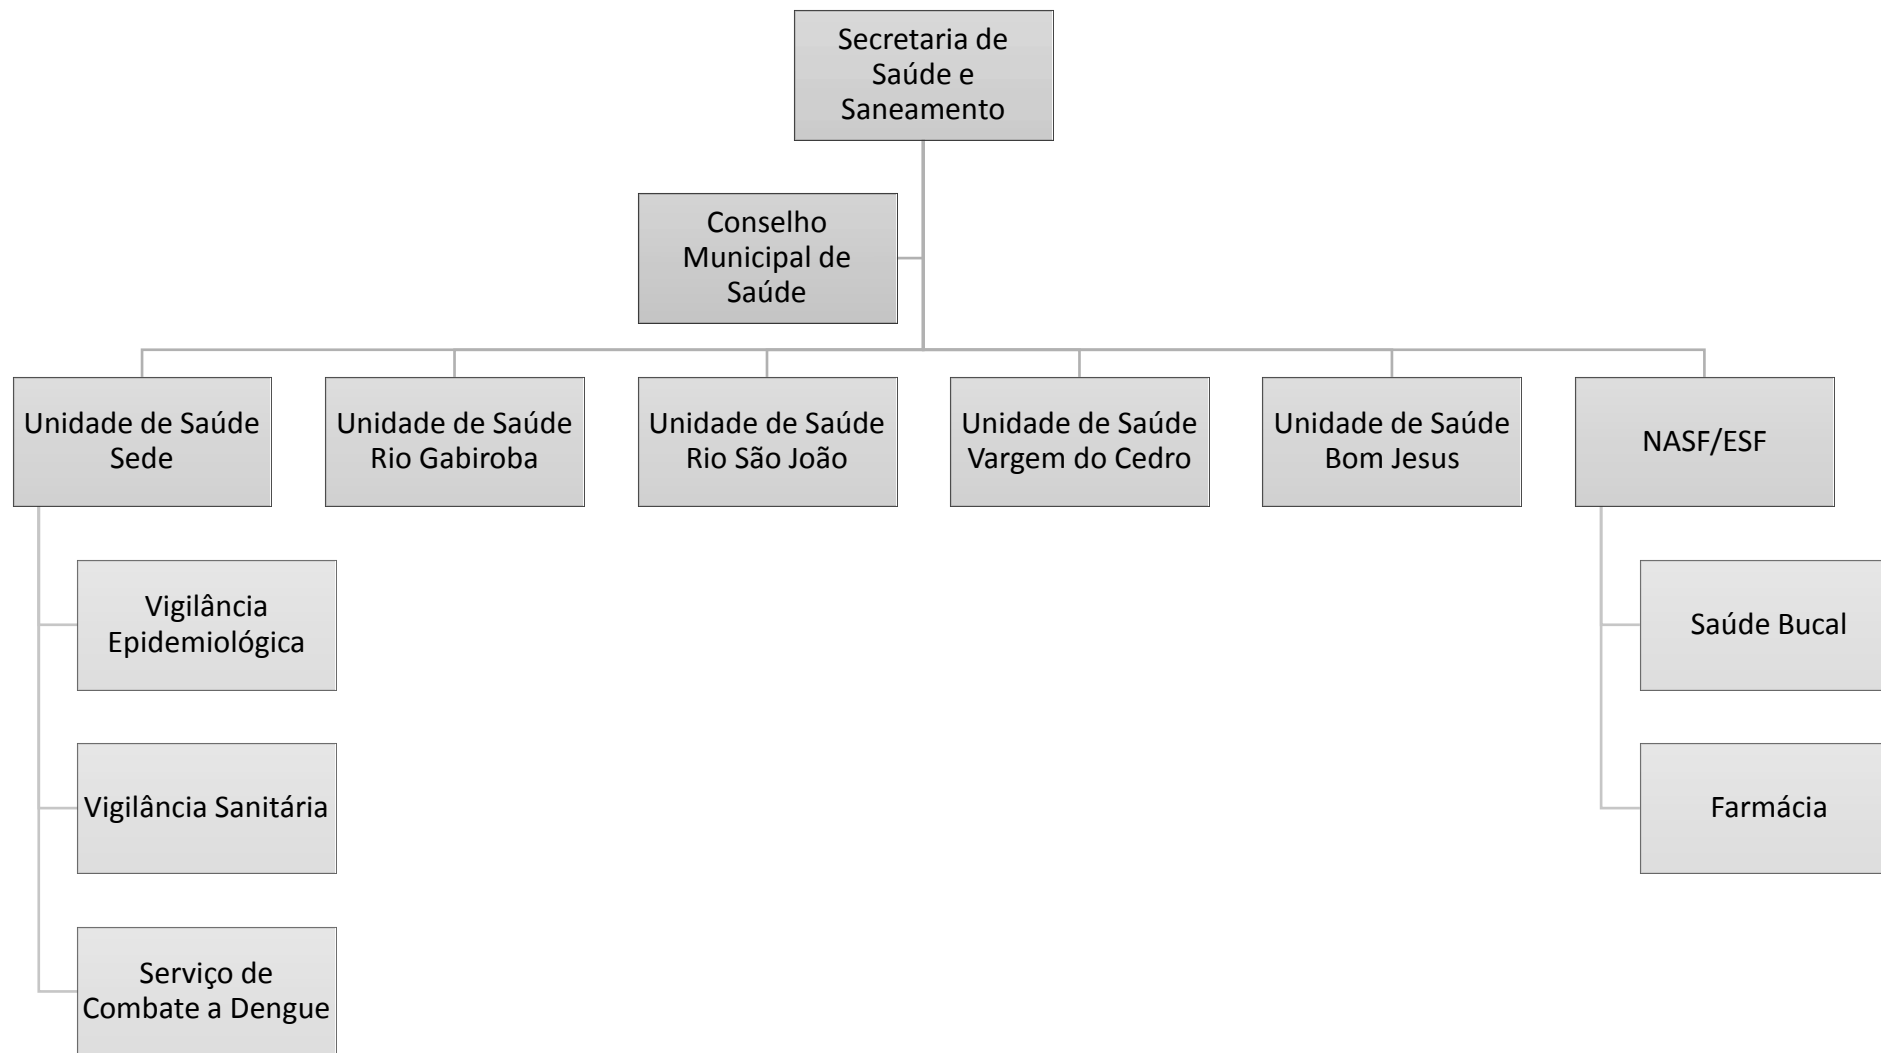 Secretaria de
Saúde e
Saneamento
Conselho
Municipal de
Saúde
Unidade de Saúde
Sede
Unidade de Saúde
Rio Gabiroba
Unidade de Saúde
Rio São João
Unidade de Saúde
Vargem do Cedro
Unidade de Saúde
Bom Jesus
NASF/ESF
Vigilância
Epidemiológica
Saúde Bucal
Vigilância Sanitária
Farmácia
Serviço de
Combate a Dengue